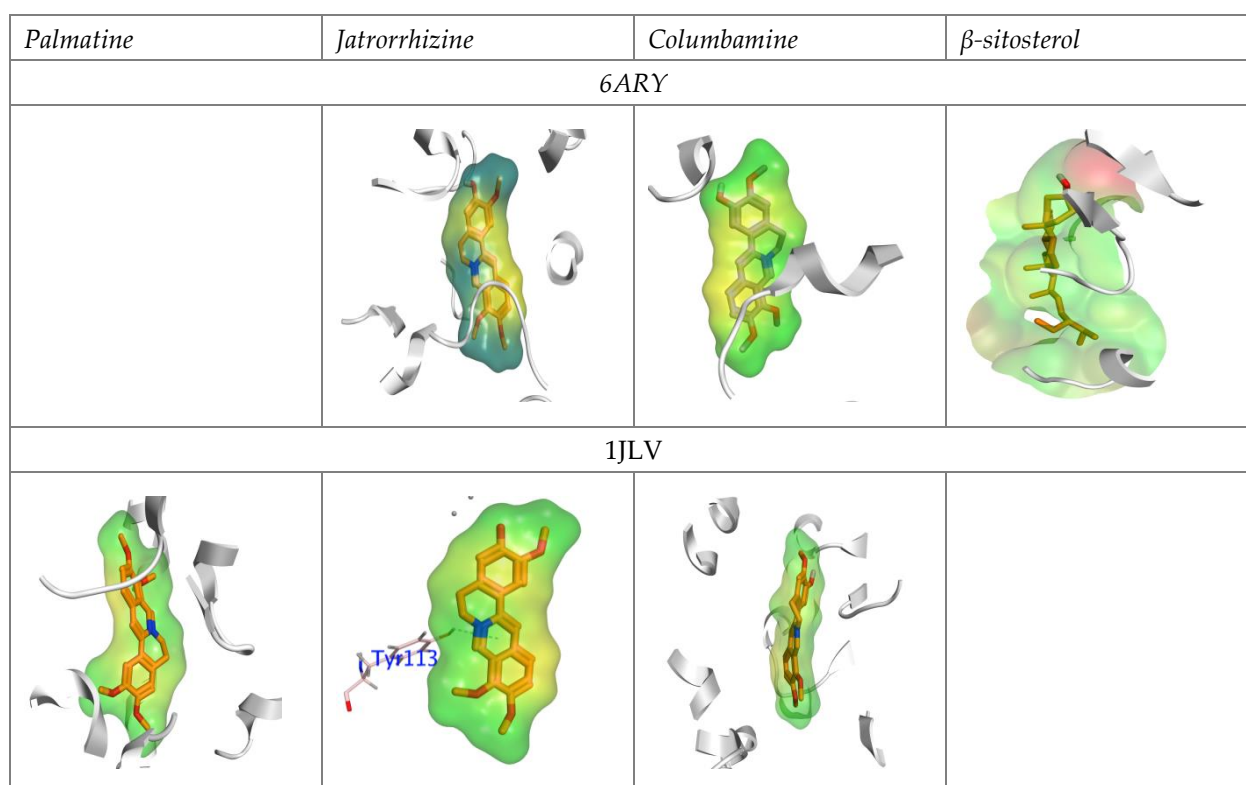 Palmatine Jatrorrhizine Columbamine β-sitosterol
6ARY
1JLV
Tyr113